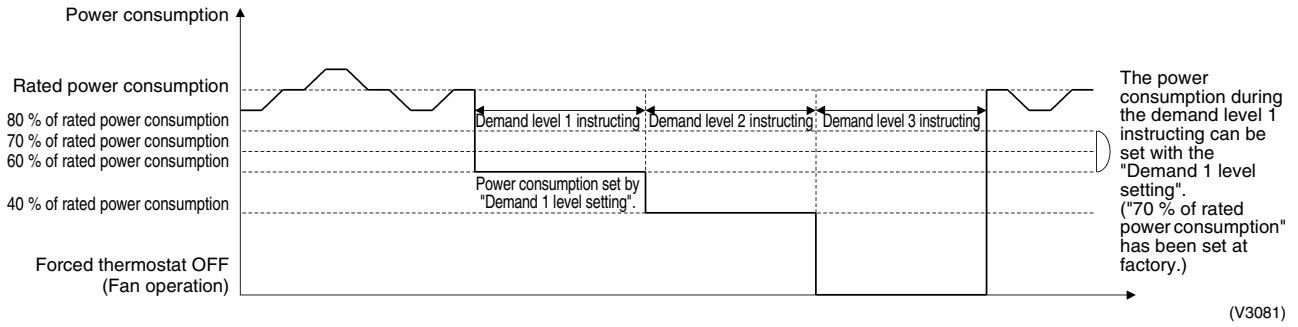 Power consumption
Rated power consumption
80 % of rated power consumption
70 % of rated power consumption
60 % of rated power consumption
40 % of rated power consumption
Forced thermostat OFF
(Fan operation)
Demand level 1 instructing
Demand level 2 instructing
Demand level 3 instructing
Power consumption set by
"Demand 1 level setting".
The power
consumption during
the demand level 1
instructing can be
set with the
"Demand 1 level
setting".
("70 % of rated
power consumption"
has been set at
factory.)
(V3081)